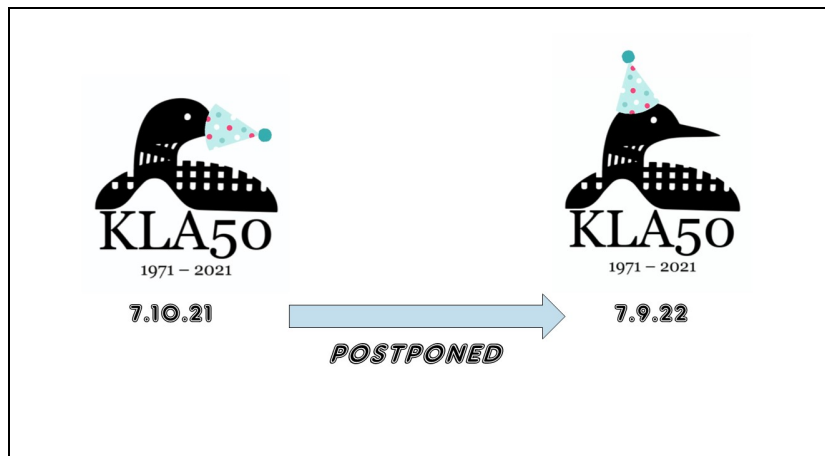 KLA50
1971 – 2021
7.10.21
POSTPONED
KLA50
1971 – 2021
7.9.22